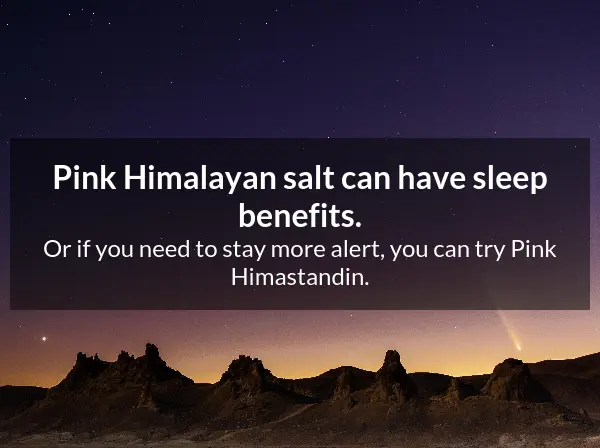 Pink Himalayan salt can have sleep
benefits.
Or if you need to stay more alert, you can try Pink
Himastandin.